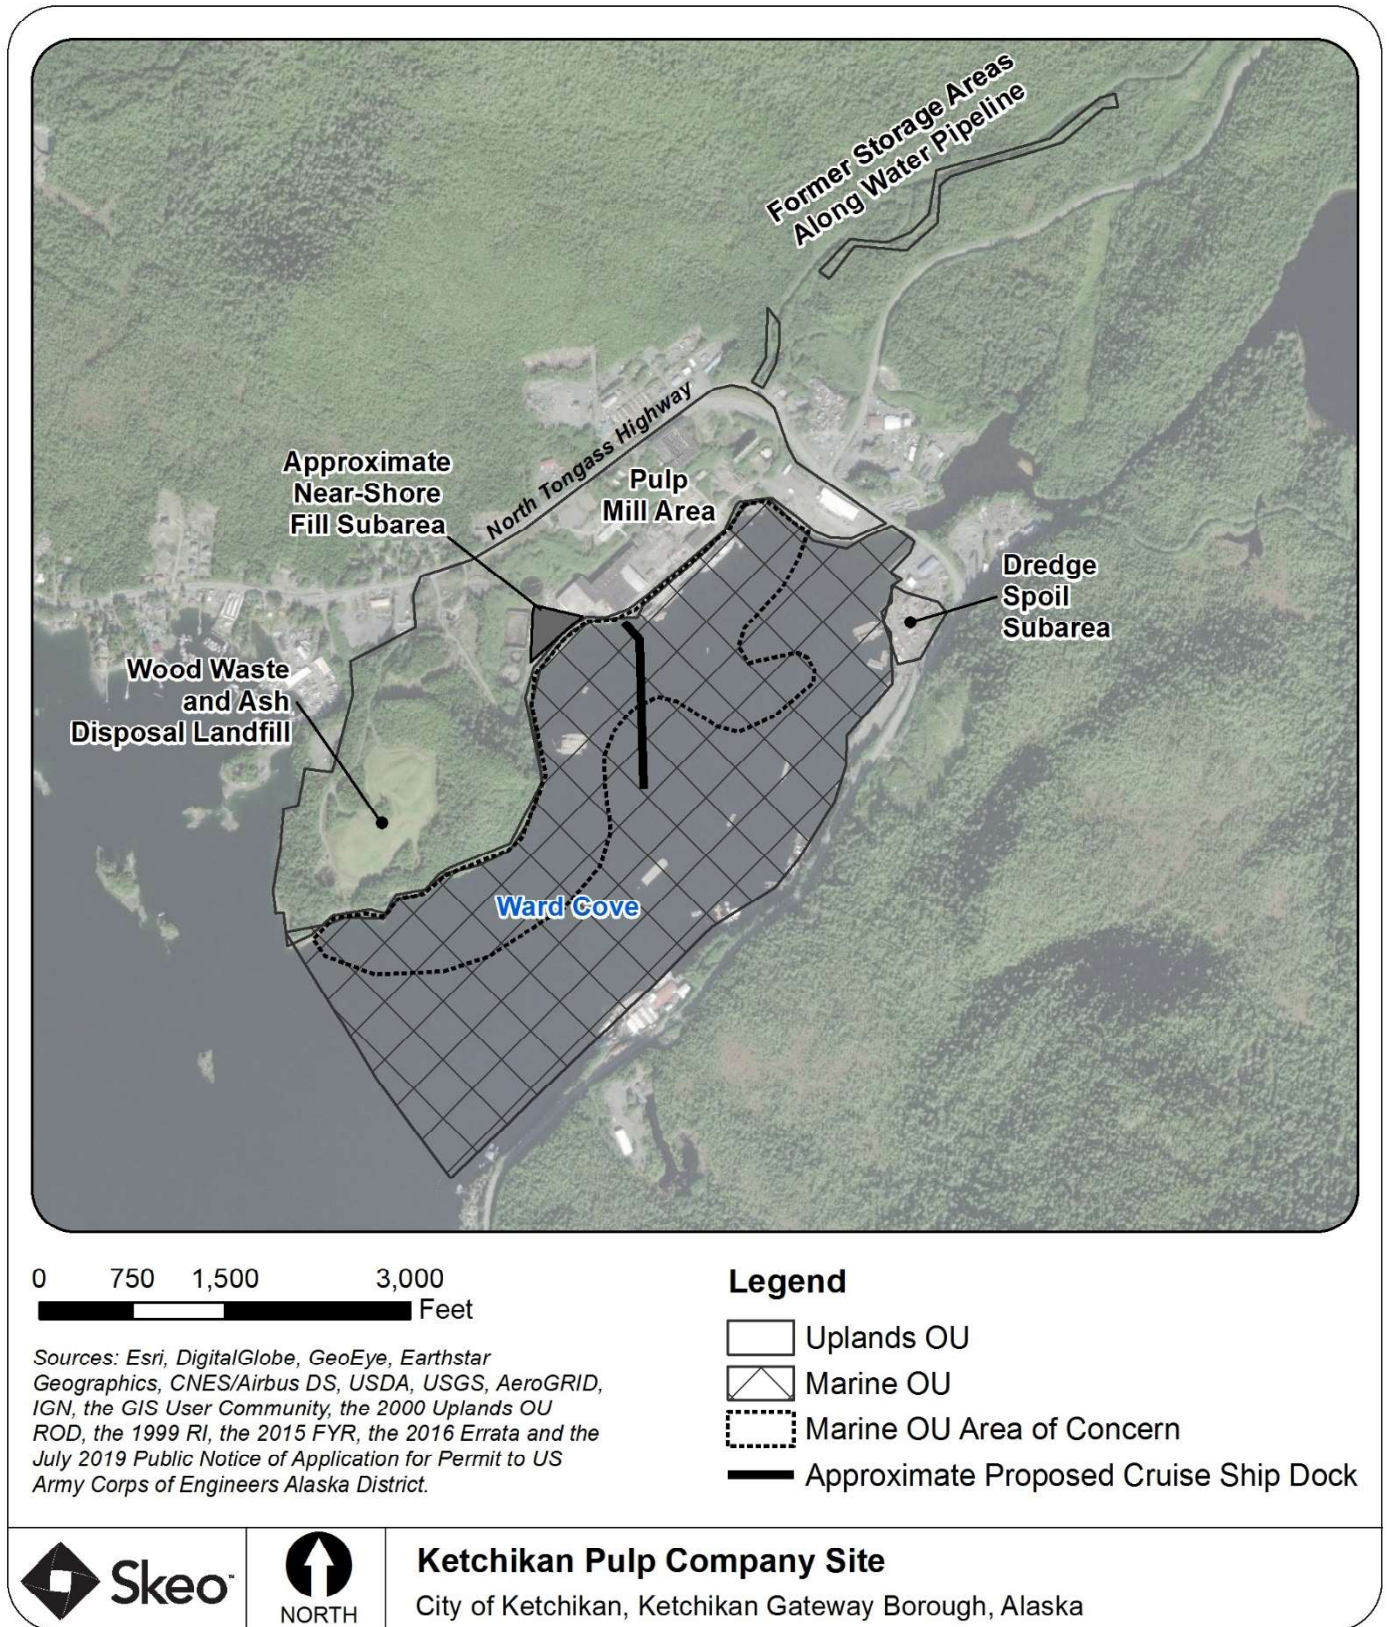 Former Storage Areas
Along Water Pipeline
North Tongass Highway
Approximate
Near-Shore
Fill Subarea
Pulp
Mill Area
Dredge
Spoil
Subarea
Wood Waste
and Ash
Disposal Landfill
Ward Cove
0 750 1,500 3,000
Feet
Sources: Esri, DigitalGlobe, GeoEye, Earthstar
Geographics, CNES/Airbus DS, USDA, USGS, AeroGRID,
IGN, the GIS User Community, the 2000 Uplands OU
ROD, the 1999 RI, the 2015 FYR, the 2016 Errata and the
July 2019 Public Notice of Application for Permit to US
Army Corps of Engineers Alaska District.
Legend
Uplands OU
Marine OU
Marine OU Area of Concern
Approximate Proposed Cruise Ship Dock
Skeo™
NORTH
Ketchikan Pulp Company Site
City of Ketchikan, Ketchikan Gateway Borough, Alaska